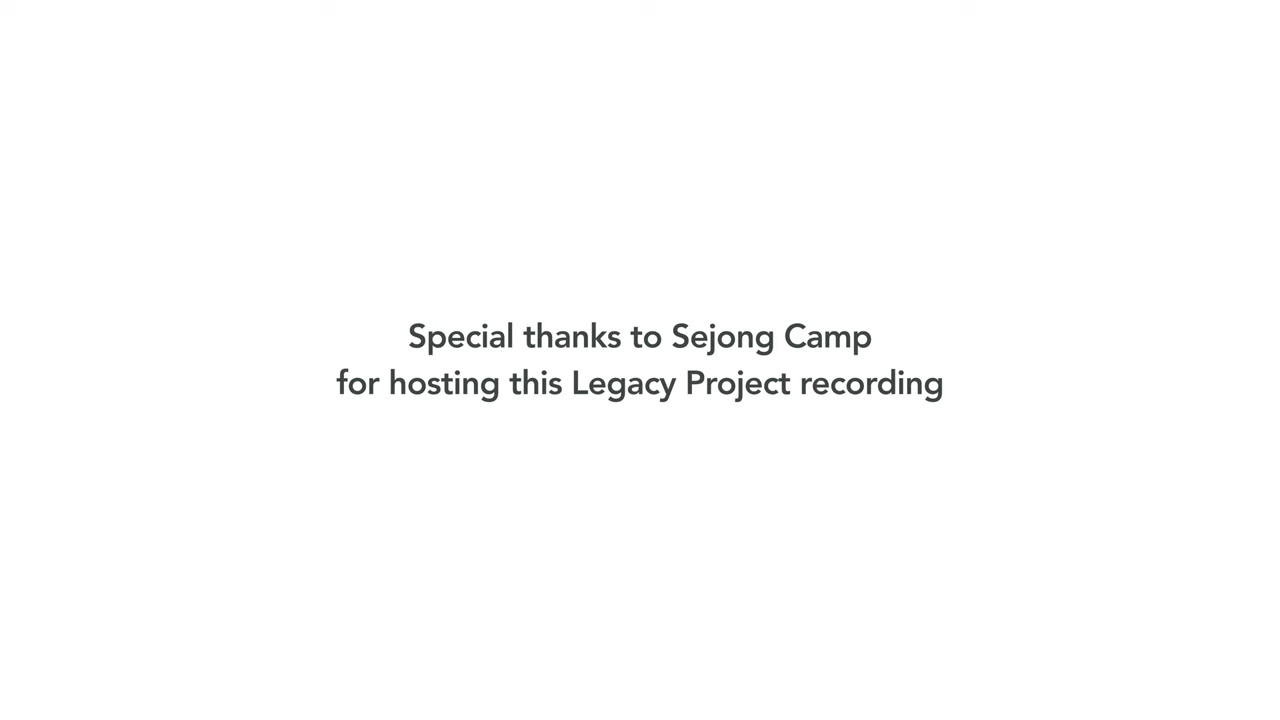 Special thanks to Sejong Camp
for hosting this Legacy Project recording